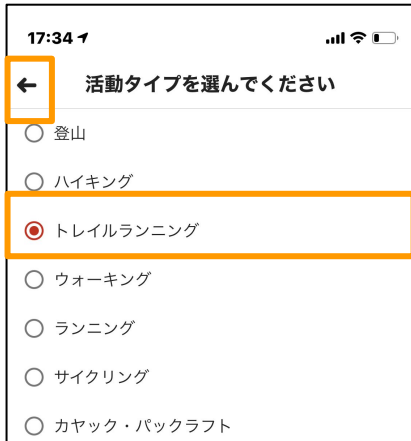 17:34
活動タイプを選んでください
登山
ハイキング
トレイルランニング
ウォーキング
ランニング
サイクリング
カヤック・パックラフト